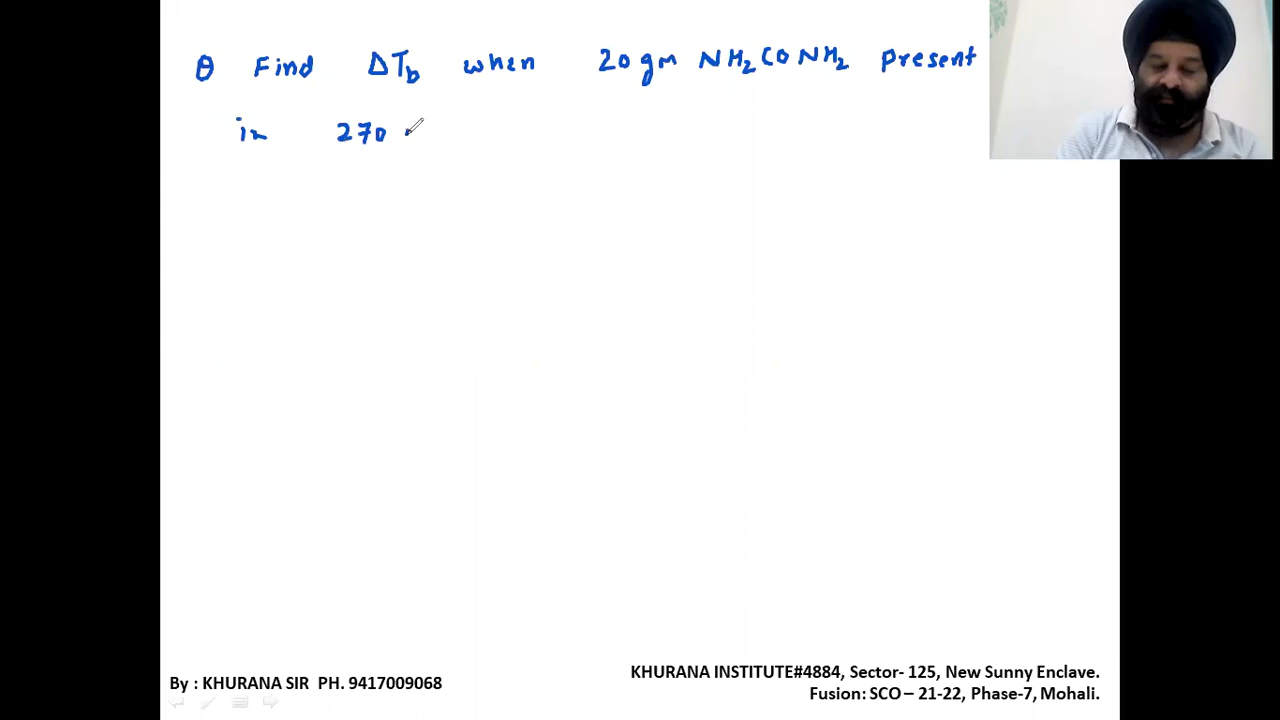 Q Find ΔTb when 20 gm NH2CONH2 present
in 270
By : KHURANA SIR PH. 9417009068
KHURANA INSTITUTE#4884, Sector- 125, New Sunny Enclave.
Fusion: SCO – 21-22, Phase-7, Mohali.